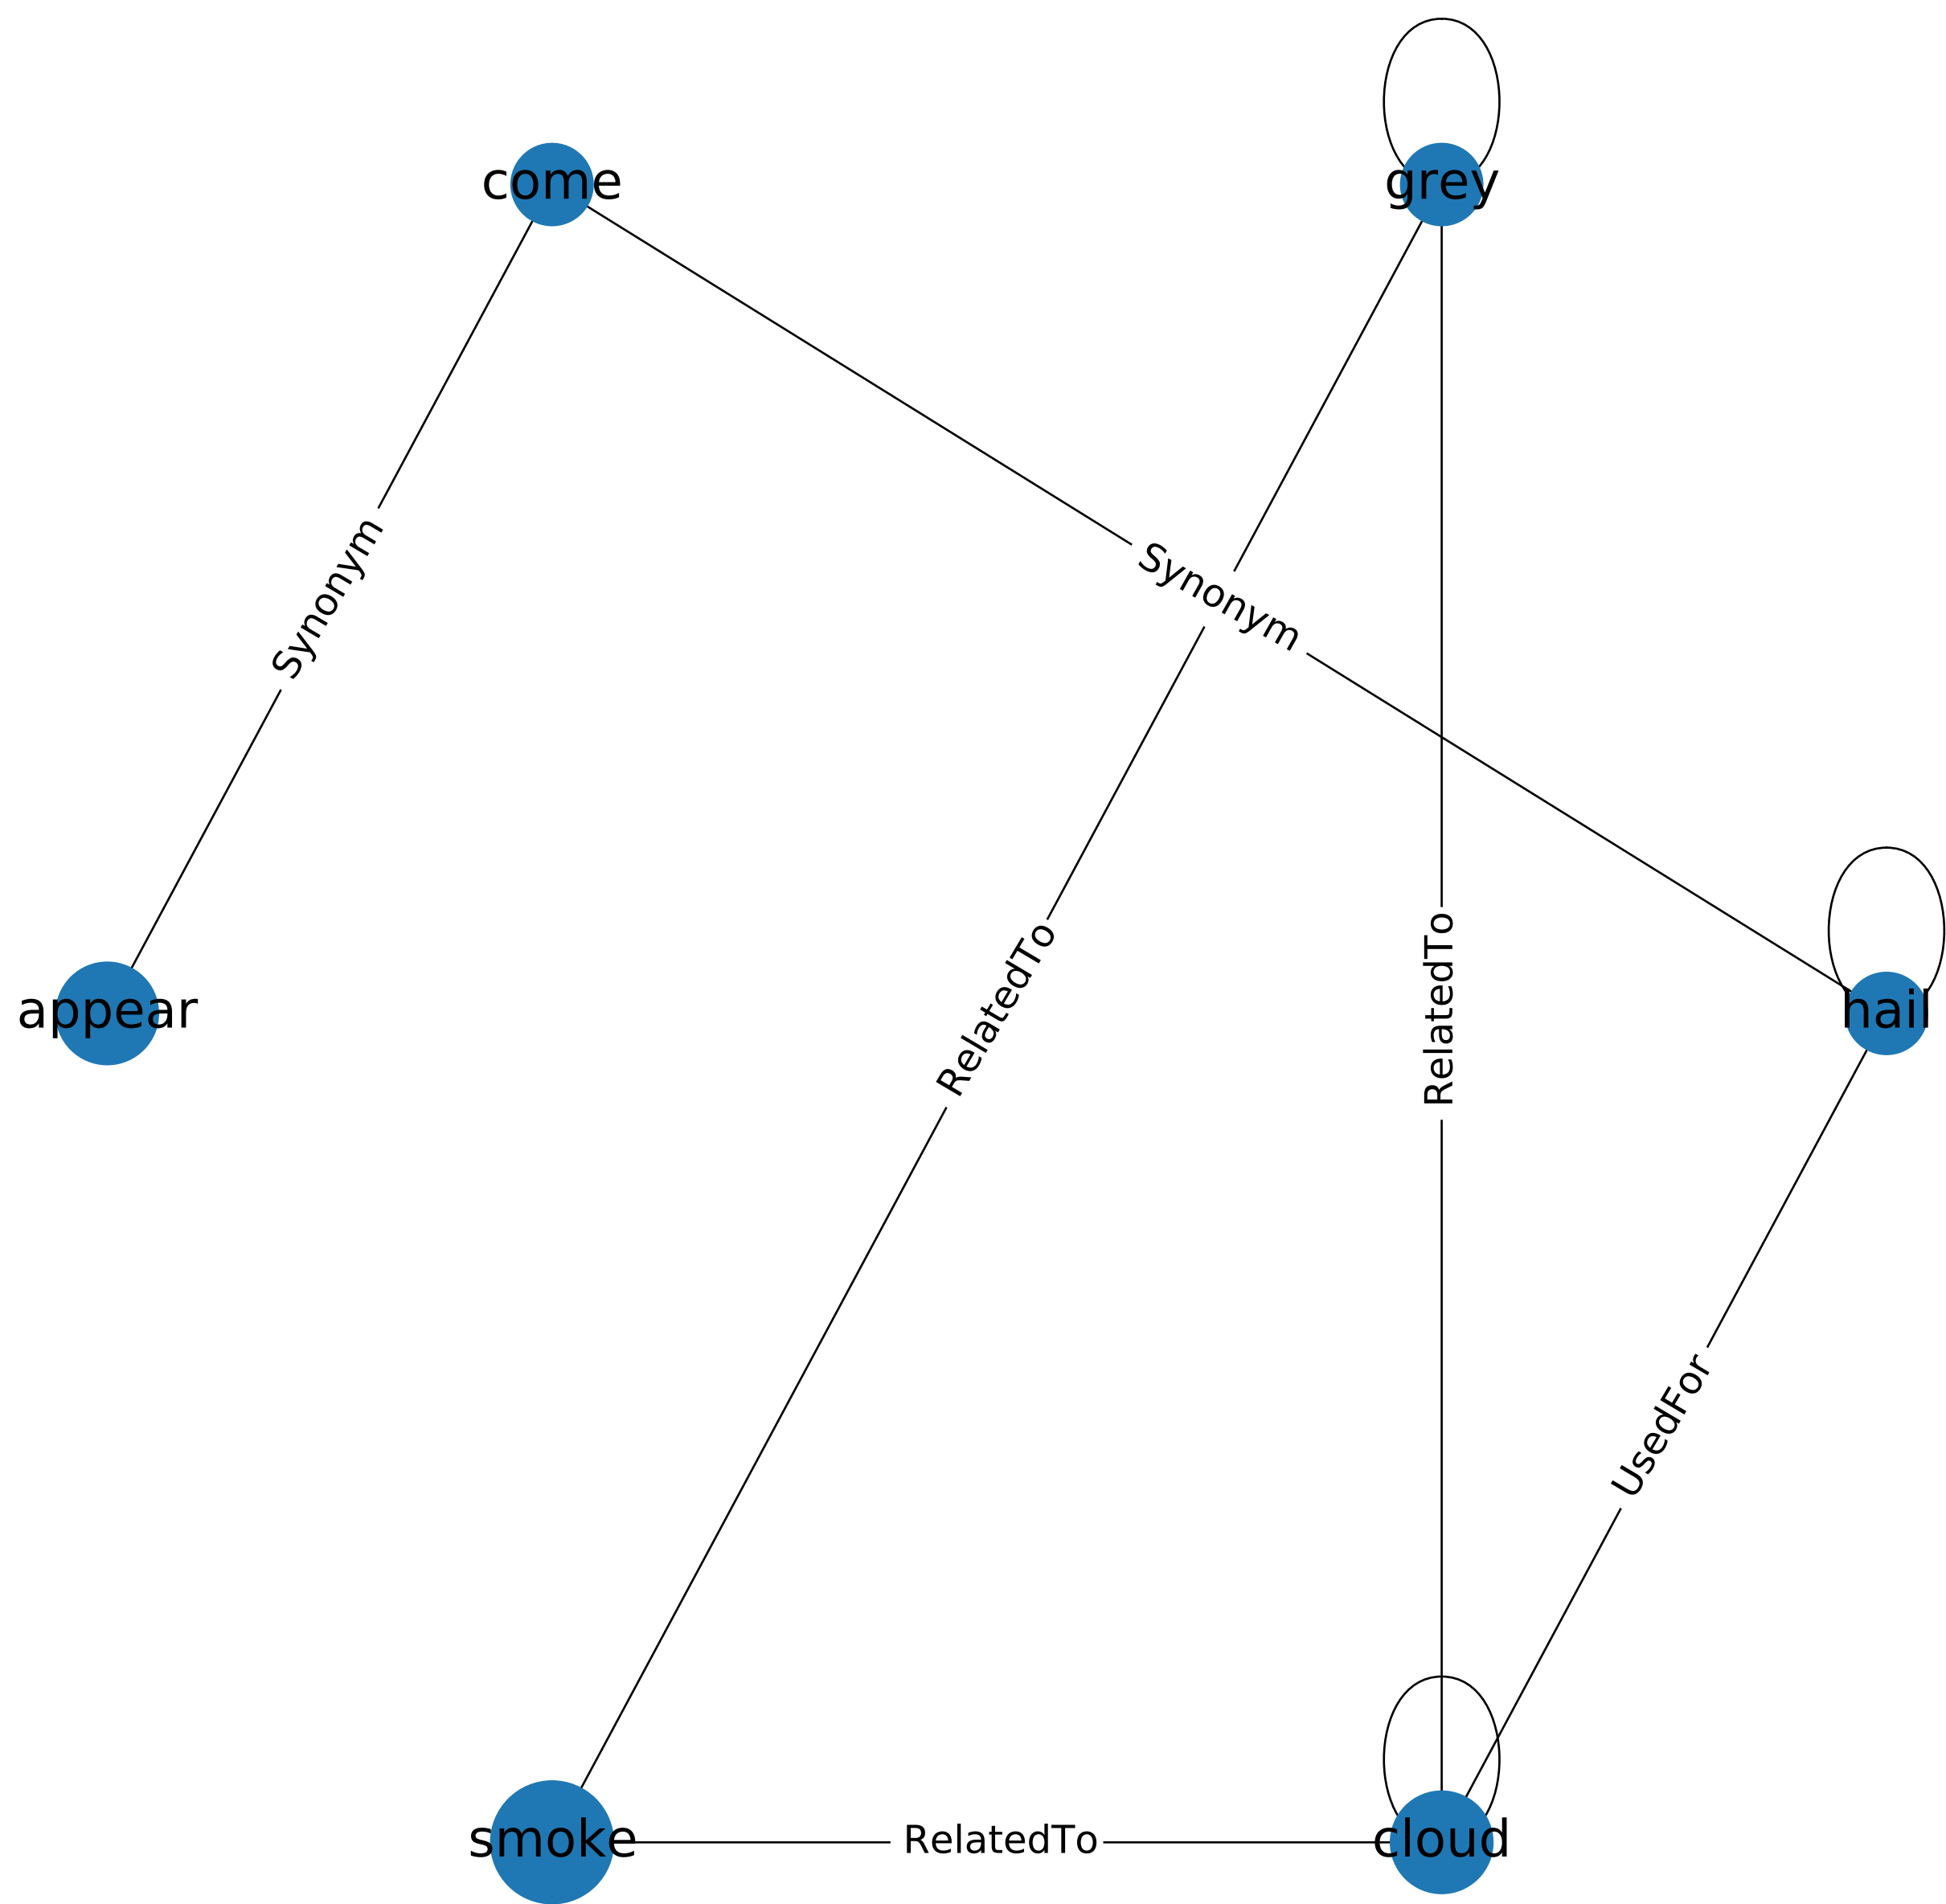 come
grey
Synonym
Synonym
appear
RelatedTo
RelatedTo
hail
UsedFor
smoke
RelatedTo
cloud